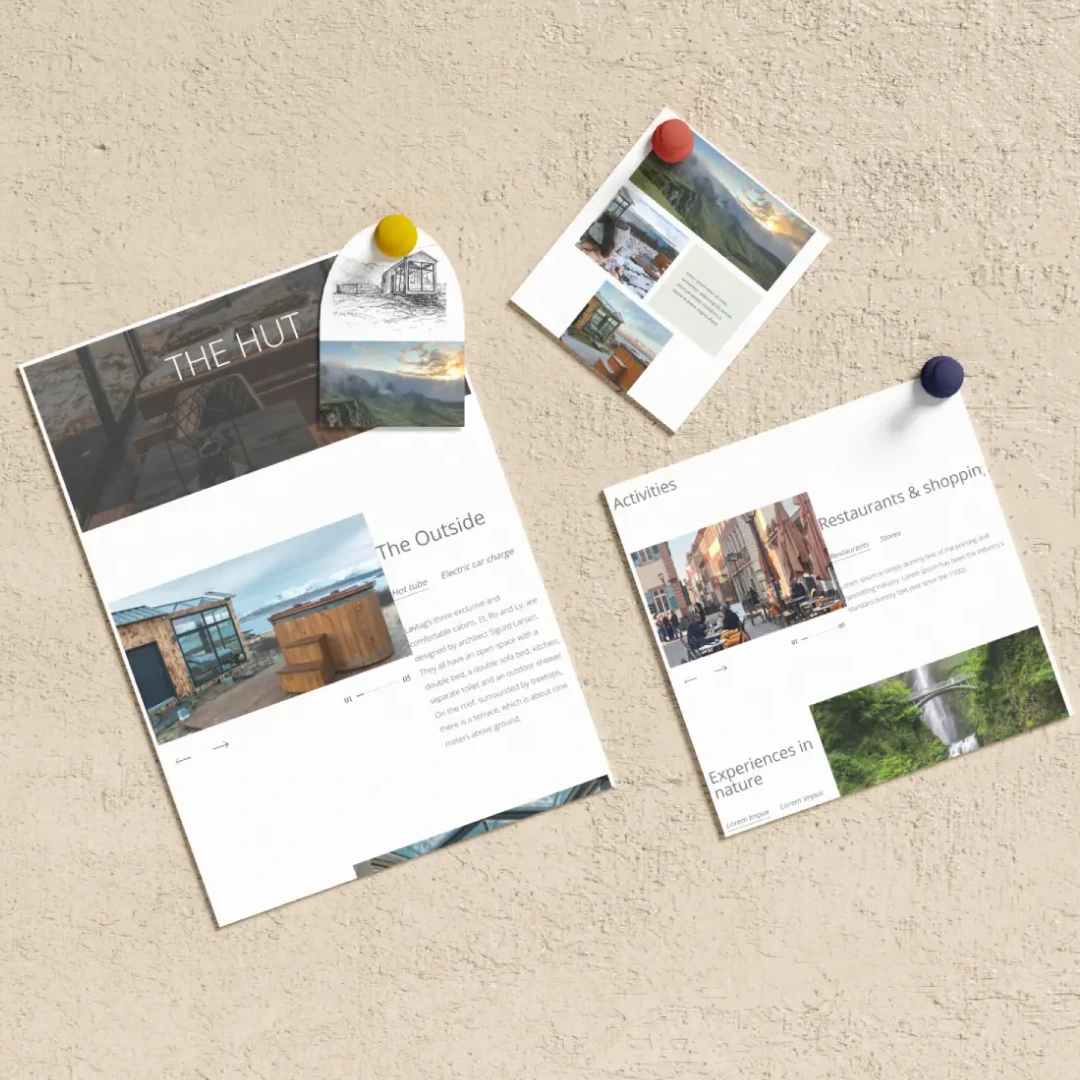 THE HUT
The Outside
Hot tube Electric car charge
Løvtag's three exclusive and
comfortable cabins, Et, Ro and Ly, are
designed by architect Sigurd Larsen.
They all have an open space with a
double bed, a double sofa bed, kitchen,
separate toilet and an outdoor shower.
On the roof, surrounded by treetops,
there is a terrace, which is about nine
meters above ground.
01 03
Activities
Restaurants & shoppin
Restaurants Stores
Lorem Ipsum is simply dummy text of the printing and
typesetting industry. Lorem Ipsum has been the industry's
standard dummy text ever since the 1500s
01 03
Experiences in
nature
Lorem Impus Lorem Impus